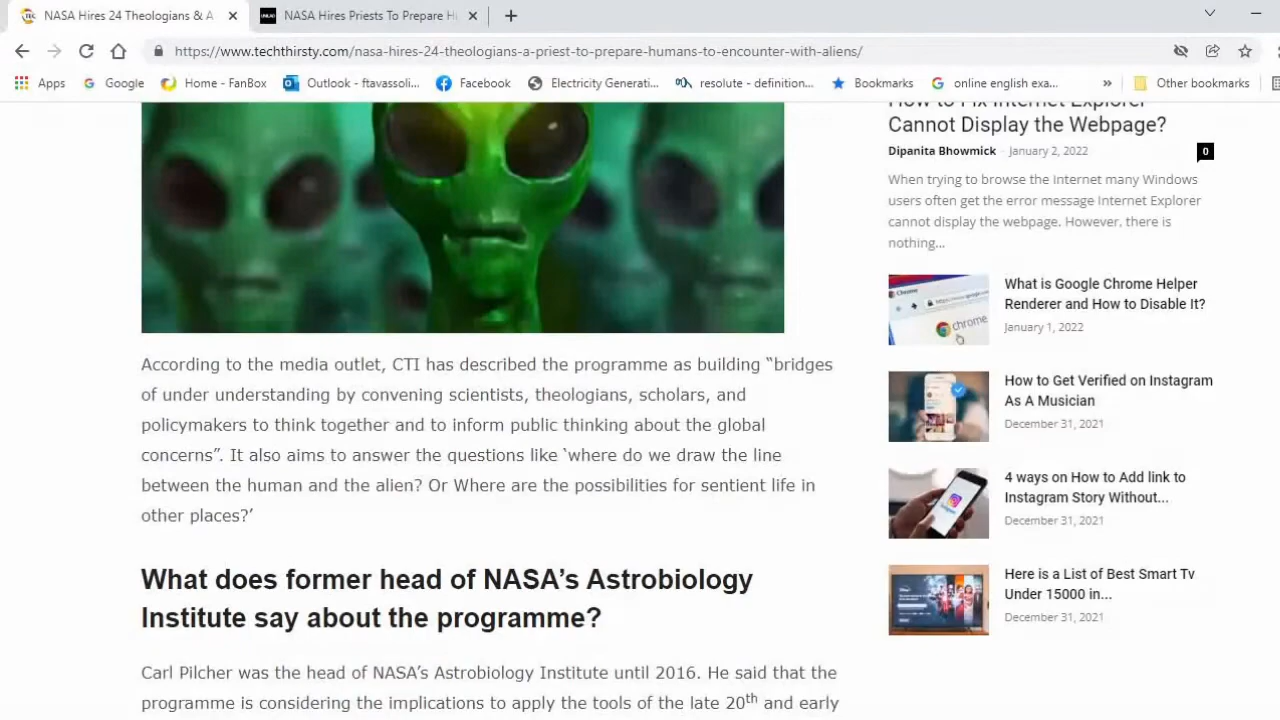 NASA Hires 24 Theologians & A
NASA Hires Priests To Prepare H
https://www.techthirsty.com/nasa-hires-24-theologians-a-priest-to-prepare-humans-to-encounter-with-aliens/
Apps
Google
Home - FanBox
Outlook - ftavassoli...
Facebook
Electricity Generati...
resolute - definition...
Bookmarks
online english exa...
»
Other bookmarks
According to the media outlet, CTI has described the programme as building “bridges
of under understanding by convening scientists, theologians, scholars, and
policymakers to think together and to inform public thinking about the global
concerns”. It also aims to answer the questions like ‘where do we draw the line
between the human and the alien? Or Where are the possibilities for sentient life in
other places?’
What does former head of NASA’s Astrobiology
Institute say about the programme?
Carl Pilcher was the head of NASA’s Astrobiology Institute until 2016. He said that the
programme is considering the implications to apply the tools of the late 20th and early
How to Fix Internet Explorer
Cannot Display the Webpage?
Dipanita Bhowmick - January 2, 2022
0
When trying to browse the Internet many Windows
users often get the error message Internet Explorer
cannot display the webpage. However, there is
nothing...
What is Google Chrome Helper
Renderer and How to Disable It?
January 1, 2022
How to Get Verified on Instagram
As A Musician
December 31, 2021
4 ways on How to Add link to
Instagram Story Without...
December 31, 2021
Here is a List of Best Smart Tv
Under 15000 in...
December 31, 2021
chrome